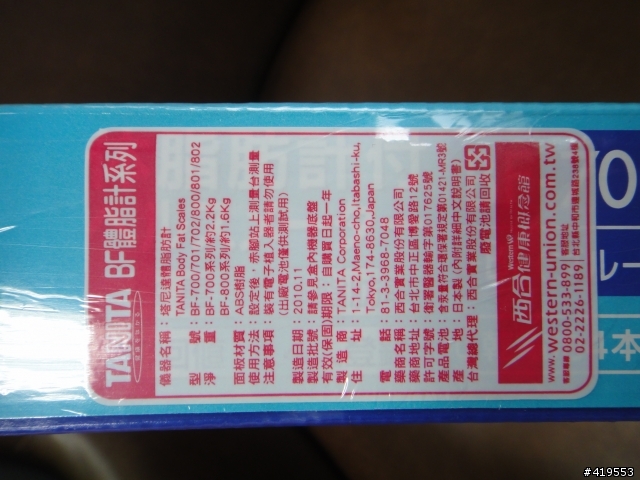 TANITA BF體脂計系列
儀器名稱：塔尼達體脂肪計
TANITA Body Fat Scales
型 號：BF-700/701/702/800/801/802
淨 重：BF-700系列/約2.2Kg
BF-800系列/約1.6Kg
面板材質：ABS樹脂
使用方法：設定後，赤腳站上測量台測量
注意事項：裝有電子植入器者請勿使用
(出廠電池僅供測試用)
製造日期：2010.11
製造批號：請參見盒內機器底盤
有效(保固)期限：自購買日起一年
製 造 商：TANITA Corporation
住 址：1-14-2,Maeno-cho,Itabashi-ku,
Tokyo,174-8630,Japan
電 話：81-3-3968-7048
藥商名稱：西合實業股份有限公司
藥商地址：台北市中正區博愛路12號
許可字號：衛署醫器輸字第017625號
產品電池：含汞量符合環保署規定第01421-MR3號
產 地：日本製(內附詳細中文說明書)
台灣總代理：西合實業股份有限公司
廢電池請回收
Western
西合健康概念館
www.western-union.com.tw
客服專線 0800-533-899
02-2226-1189
客服地址
4本
#419553